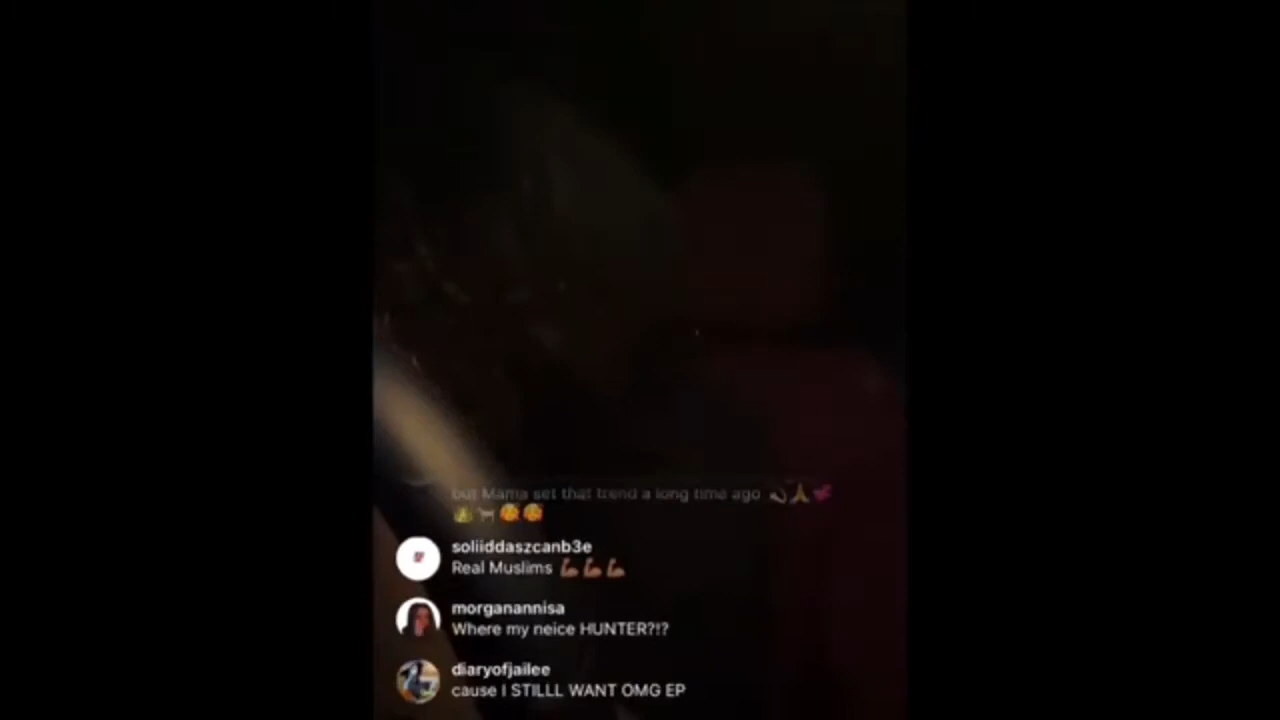 but Mama set that trend a long time ago 💫🙏💕
👑🐐🥰🥰
soliiddaszcanb3e
Real Muslims 💪🏾💪🏾💪🏾
morganannisa
Where my neice HUNTER?!?
diaryofjailee
cause I STILLL WANT OMG EP